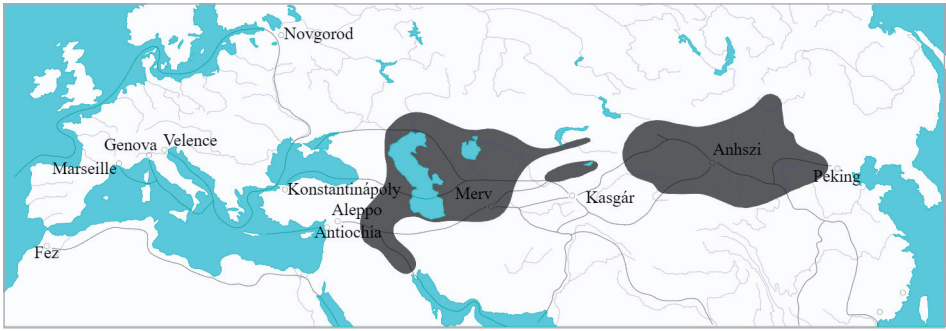 Novgorod
Genova
Velence
Marseille
Anhszi
Peking
Konstantinápoly
Merv
Kasgár
Aleppo
Antiochia
Fez